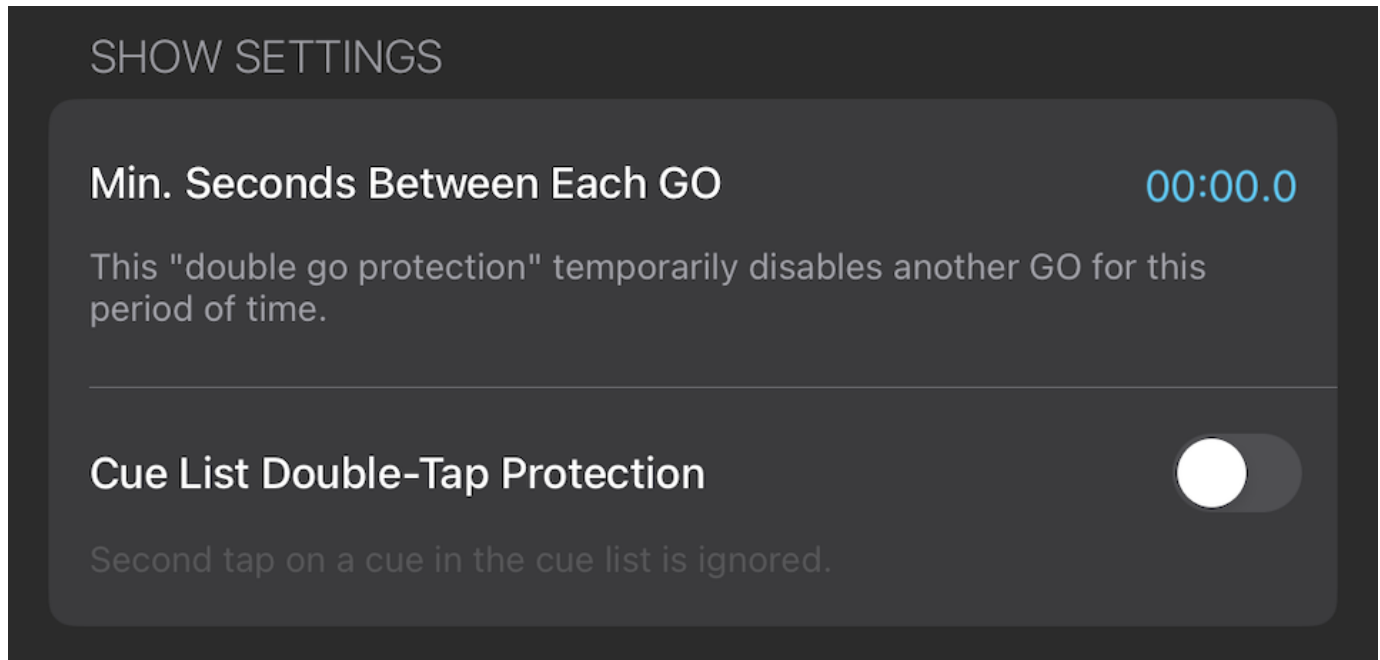 SHOW SETTINGS
Min. Seconds Between Each GO
00:00.0
This "double go protection" temporarily disables another GO for this
period of time.
Cue List Double-Tap Protection
Second tap on a cue in the cue list is ignored.